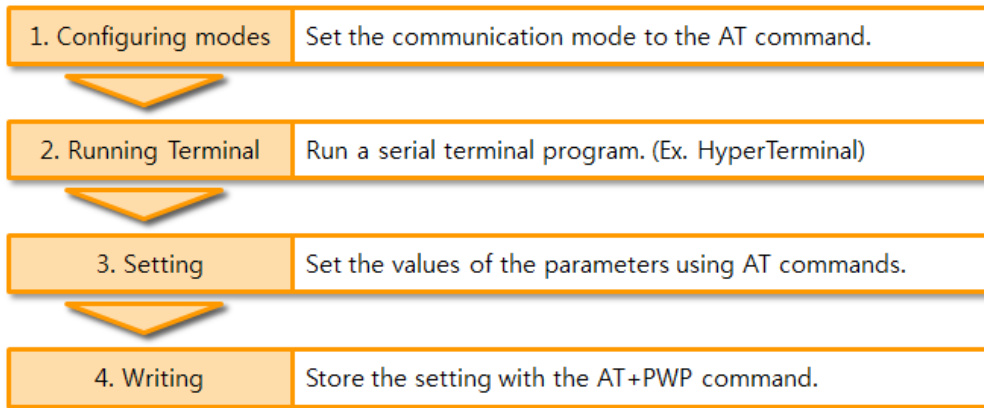 1. Configuring modes Set the communication mode to the AT command.
2. Running Terminal Run a serial terminal program. (Ex. HyperTerminal)
3. Setting Set the values of the parameters using AT commands.
4. Writing Store the setting with the AT+PWP command.